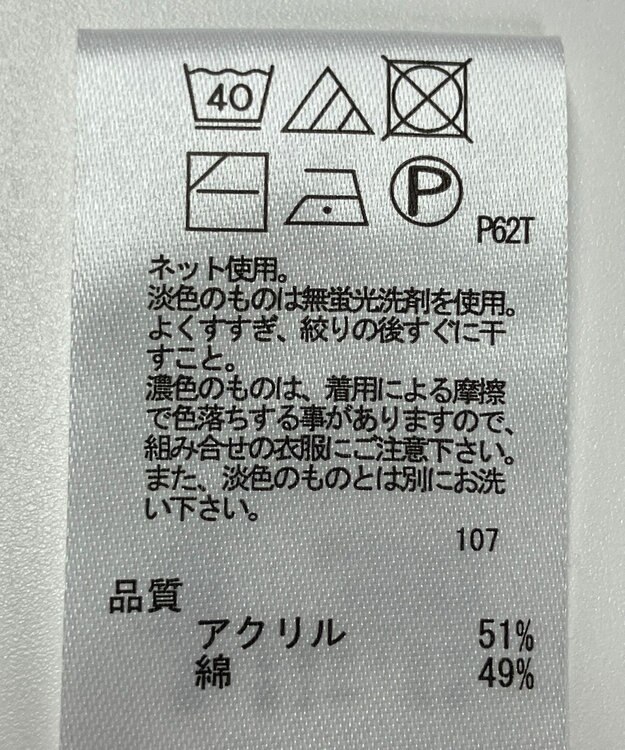 40
P
P62T
ネット使用。
淡色のものは無蛍光洗剤を使用。
よくすすぎ、絞りの後すぐに干
すこと。
濃色のものは、着用による摩擦
で色落ちする事がありますので、
組み合せの衣服にご注意下さい。
また、淡色のものとは別にお洗
い下さい。
107
品質
アクリル 51%
綿 49%